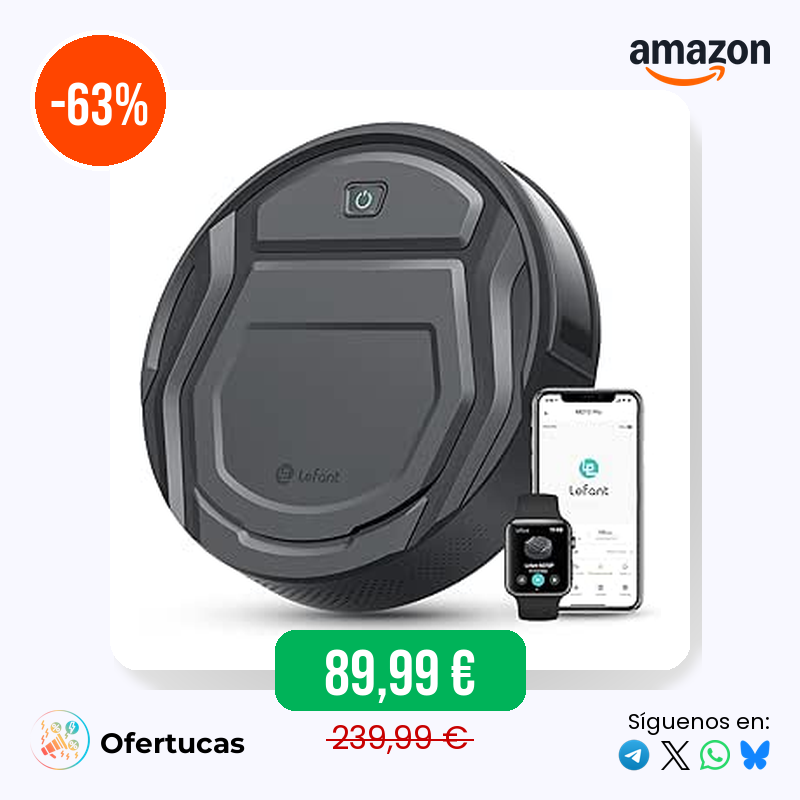 -63%
amazon
Lefant
Lefant
89,99 €
239,99 €
Ofertucas
Síguenos en: